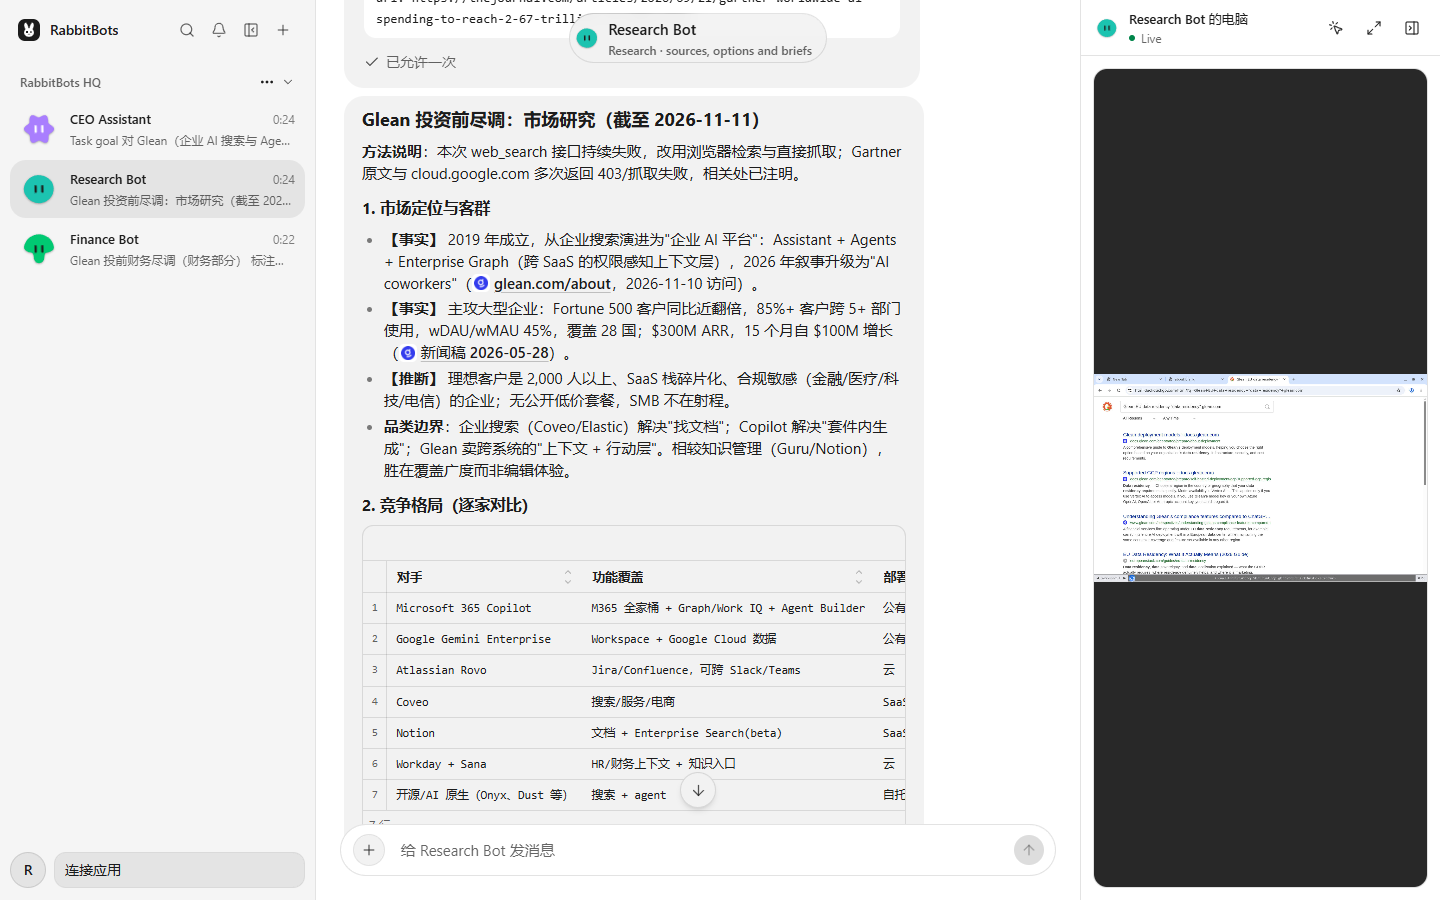 RabbitBots
RabbitBots HQ
CEO Assistant
0:24
Task goal 对 Glean（企业 AI 搜索与 Age...
Research Bot
0:24
Glean 投资前尽调：市场研究（截至 202...
Finance Bot
0:22
Glean 投前财务尽调（财务部分） 标注...
R
连接应用
spending-to-reach-2-67-trilli
Research Bot
Research · sources, options and briefs
已允许一次
Glean 投资前尽调：市场研究（截至 2026-11-11）
方法说明：本次 web_search 接口持续失败，改用浏览器检索与直接抓取；Gartner
原文与 cloud.google.com 多次返回 403/抓取失败，相关处已注明。
1. 市场定位与客群
【事实】 2019 年成立，从企业搜索演进为"企业 AI 平台"：Assistant + Agents
+ Enterprise Graph（跨 SaaS 的权限感知上下文层），2026 年叙事升级为"AI
coworkers"（ glean.com/about，2026-11-10 访问）。
【事实】 主攻大型企业：Fortune 500 客户同比近翻倍，85%+ 客户跨 5+ 部门
使用，wDAU/wMAU 45%，覆盖 28 国；$300M ARR，15 个月自 $100M 增长
（ 新闻稿 2026-05-28）。
【推断】 理想客户是 2,000 人以上、SaaS 栈碎片化、合规敏感（金融/医疗/科
技/电信）的企业；无公开低价套餐，SMB 不在射程。
品类边界：企业搜索（Coveo/Elastic）解决"找文档"；Copilot 解决"套件内生
成"；Glean 卖跨系统的"上下文 + 行动层"。相较知识管理（Guru/Notion），
胜在覆盖广度而非编辑体验。
2. 竞争格局（逐家对比）
对手 功能覆盖 部署
1 Microsoft 365 Copilot M365 全家桶 + Graph/Work IQ + Agent Builder 公有
2 Google Gemini Enterprise Workspace + Google Cloud 数据 公有
3 Atlassian Rovo Jira/Confluence, 可跨 Slack/Teams 云
4 Coveo 搜索/服务/电商 SaaS
5 Notion 文档 + Enterprise Search(beta) SaaS
6 Workday + Sana HR/财务上下文 + 知识入口 云
7 开源/AI 原生 (Onyx、Dust 等) 搜索 + agent 自托
给 Research Bot 发消息
Research Bot 的电脑
Live